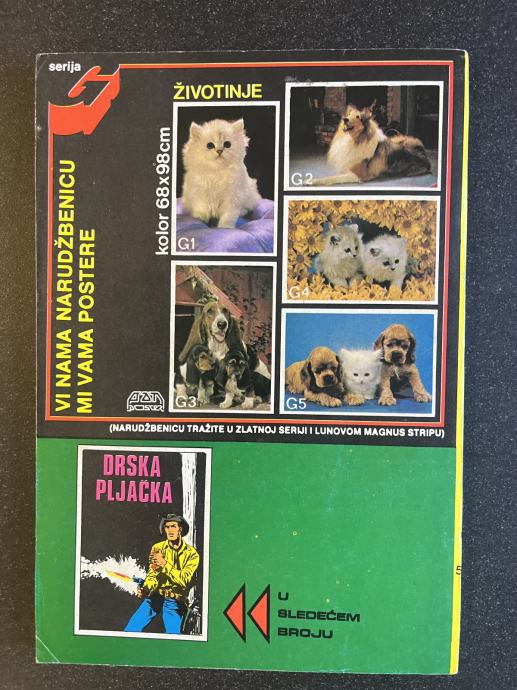 serija
G
ŽIVOTINJE
kolor 68x98cm
VI NAMA NARUDŽBENICU
MI VAMA POSTERE
G1
G2
G4
G3
G5
(NARUDŽBENICU TRAŽITE U ZLATNOJ SERIJI I LUNOVOM MAGNUS STRIPU)
DRSKA
PLJAČKA
U
SLEDEĆEM
BROJU
5